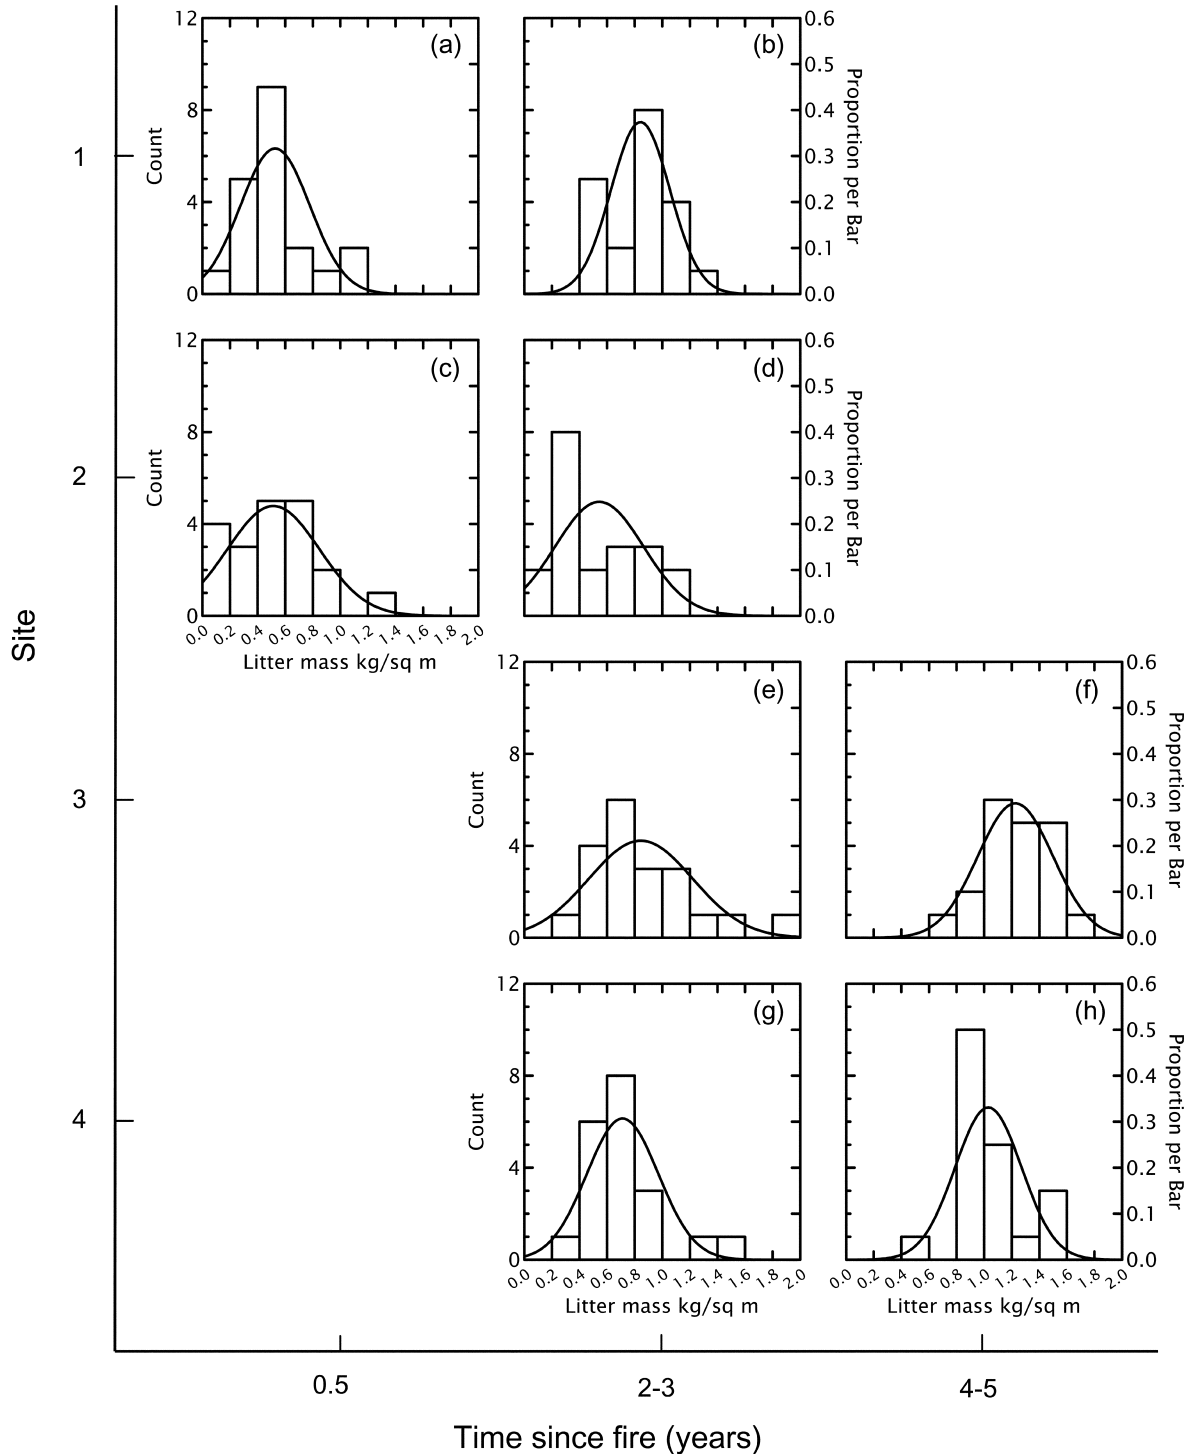 12
8
4
0
Count
(a)
(b)
0.6
0.5
0.4
0.3
0.2
0.1
0.0
Proportion per Bar
1
12
8
4
0
Count
(c)
0.0 0.2 0.4 0.6 0.8 1.0 1.2 1.4 1.6 1.8 2.0
Litter mass kg/sq m
(d)
0.6
0.5
0.4
0.3
0.2
0.1
0.0
Proportion per Bar
2
Site
12
8
4
0
Count
(e)
(f)
0.6
0.5
0.4
0.3
0.2
0.1
0.0
Proportion per Bar
3
12
8
4
0
Count
(g)
0.0 0.2 0.4 0.6 0.8 1.0 1.2 1.4 1.6 1.8 2.0
Litter mass kg/sq m
(h)
0.6
0.5
0.4
0.3
0.2
0.1
0.0
Proportion per Bar
0.0 0.2 0.4 0.6 0.8 1.0 1.2 1.4 1.6 1.8 2.0
Litter mass kg/sq m
4
0.5 2-3 4-5
Time since fire (years)